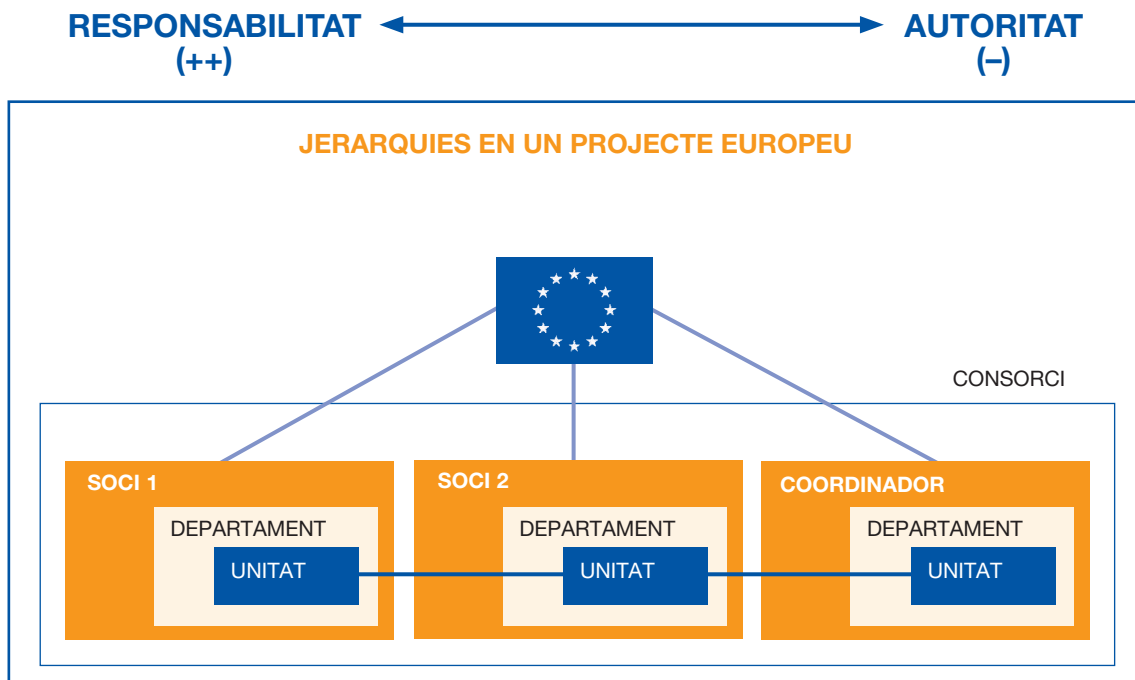 RESPONSABILITAT
(++)
AUTORITAT
(–)
JERARQUIES EN UN PROJECTE EUROPEU
CONSORCI
SOCI 1
DEPARTAMENT
UNITAT
SOCI 2
DEPARTAMENT
UNITAT
COORDINADOR
DEPARTAMENT
UNITAT